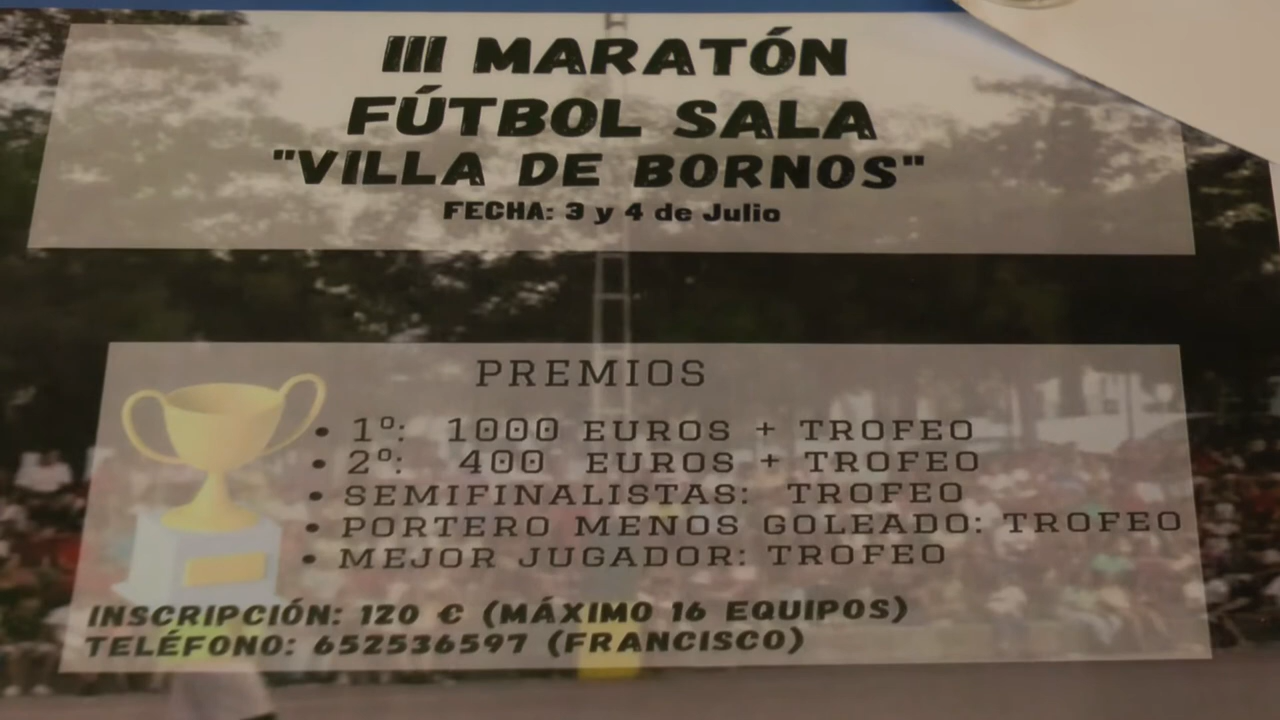 III MARATÓN
FÚTBOL SALA
"VILLA DE BORNOS"
FECHA: 3 y 4 de Julio
PREMIOS
• 1º: 1000 EUROS + TROFEO
• 2º: 400 EUROS + TROFEO
• SEMIFINALISTAS: TROFEO
• PORTERO MENOS GOLEADO: TROFEO
• MEJOR JUGADOR: TROFEO
INSCRIPCIÓN: 120 € (MÁXIMO 16 EQUIPOS)
TELÉFONO: 652536597 (FRANCISCO)